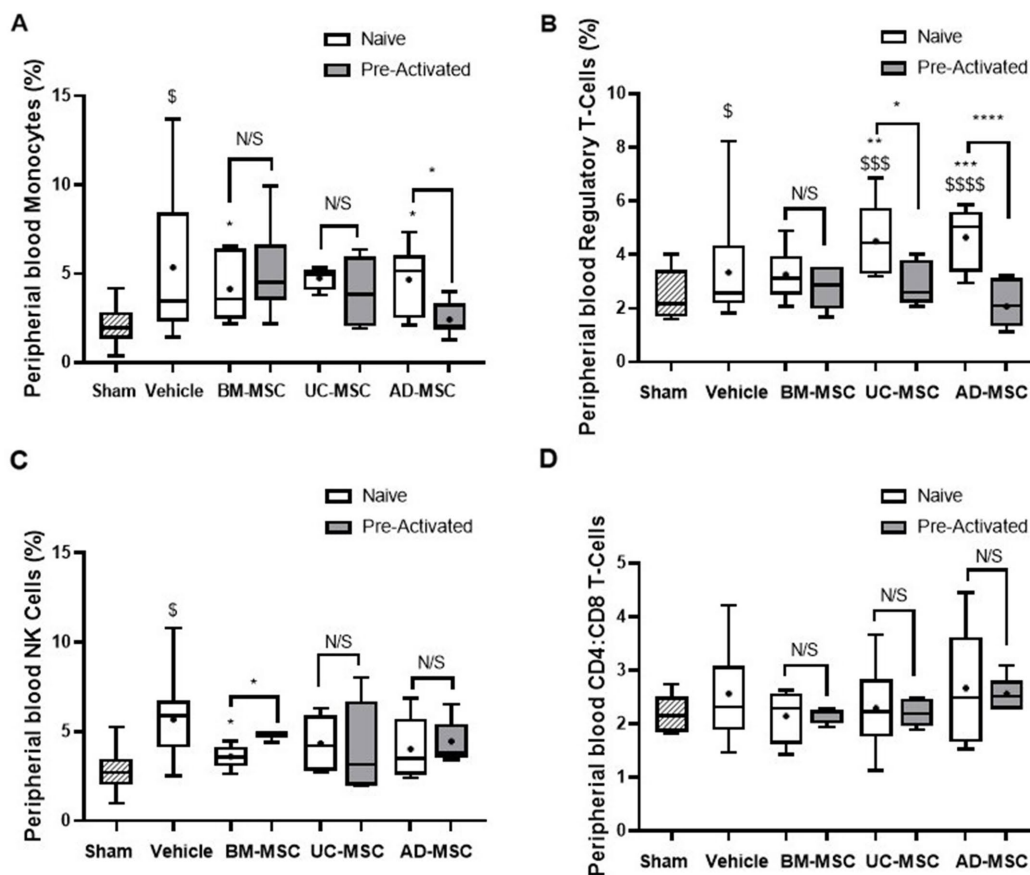 A
Naive
Pre-Activated
Peripherial blood Monocytes (%)
15
10
5
0
$
N/S
*
N/S
*
*
Sham Vehicle BM-MSC UC-MSC AD-MSC
B
Naive
Pre-Activated
Peripherial blood Regulatory T-Cells (%)
10
8
6
4
2
0
$
N/S
*
**
$$$
****
***
$$$$
Sham Vehicle BM-MSC UC-MSC AD-MSC
C
Naive
Pre-Activated
Peripherial blood NK Cells (%)
15
10
5
0
$
*
*
N/S
N/S
Sham Vehicle BM-MSC UC-MSC AD-MSC
D
Naive
Pre-Activated
Peripherial blood CD4:CD8 T-Cells
5
4
3
2
1
0
N/S
N/S
N/S
Sham Vehicle BM-MSC UC-MSC AD-MSC